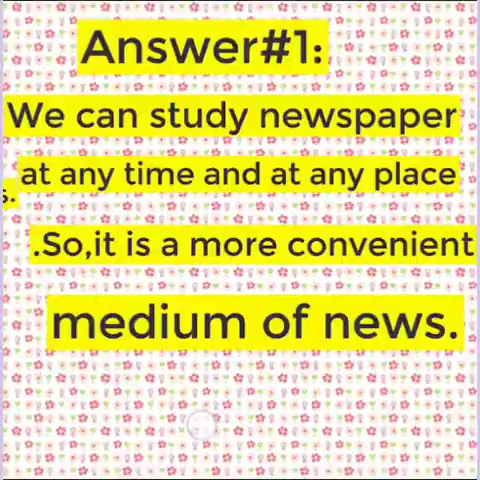 Answer#1:
We can study newspaper
at any time and at any place
s.
.So,it is a more convenient
medium of news.